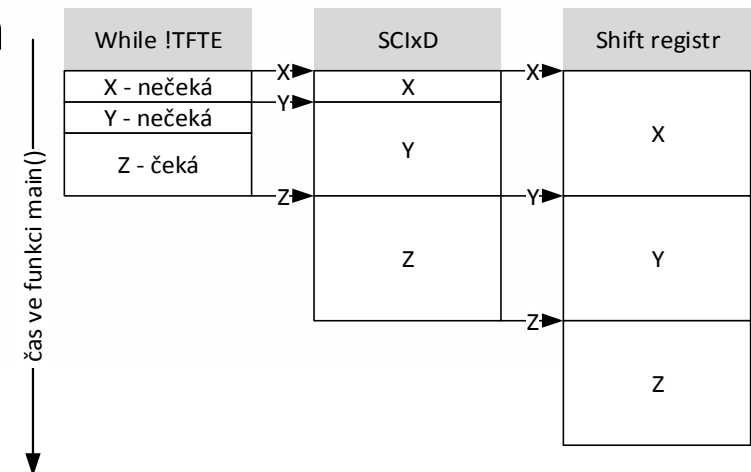 While !TFTE
SCIxD
Shift registr
X - nečeká
X
X
X
X
Y - nečeká
Y
Y
Z - čeká
Z
Y
Z
Y
Z
Z
čas ve funkci main()